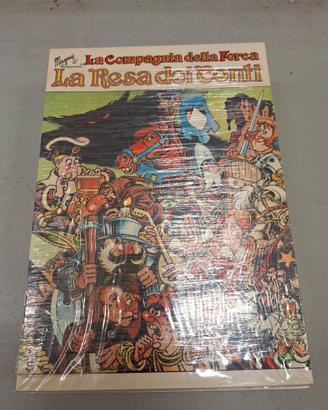 Magnus &
La Compagnia della Forca
La Resa dei Conti